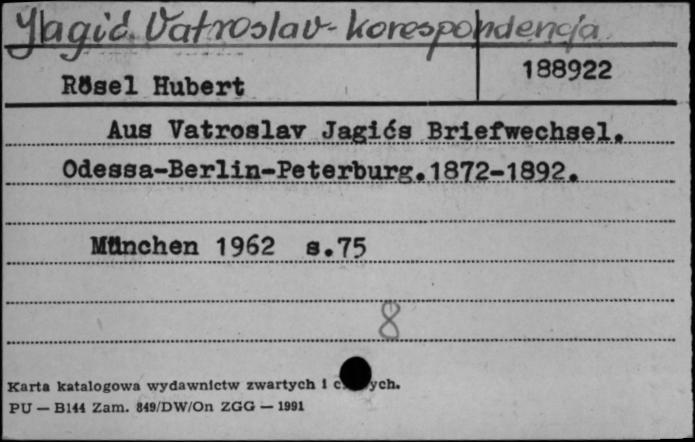 Jagić Vatroslav - korespondencja
188922
Rösel Hubert
Aus Vatroslav Jagićs Briefwechsel.
Odessa-Berlin-Peterburg.1872-1892.
München 1962 s.75
8
Karta katalogowa wydawnictw zwartych i ych.
PU — B144 Zam. 849/DW/On ZGG — 1991